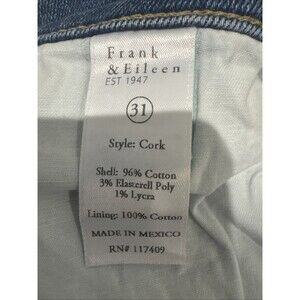 Frank
& Eileen
EST 1947
31
Style: Cork
Shell: 96% Cotton
3% Elasterell Poly
1% Lycra
Lining: 100% Cotton
MADE IN MEXICO
RN# 117409